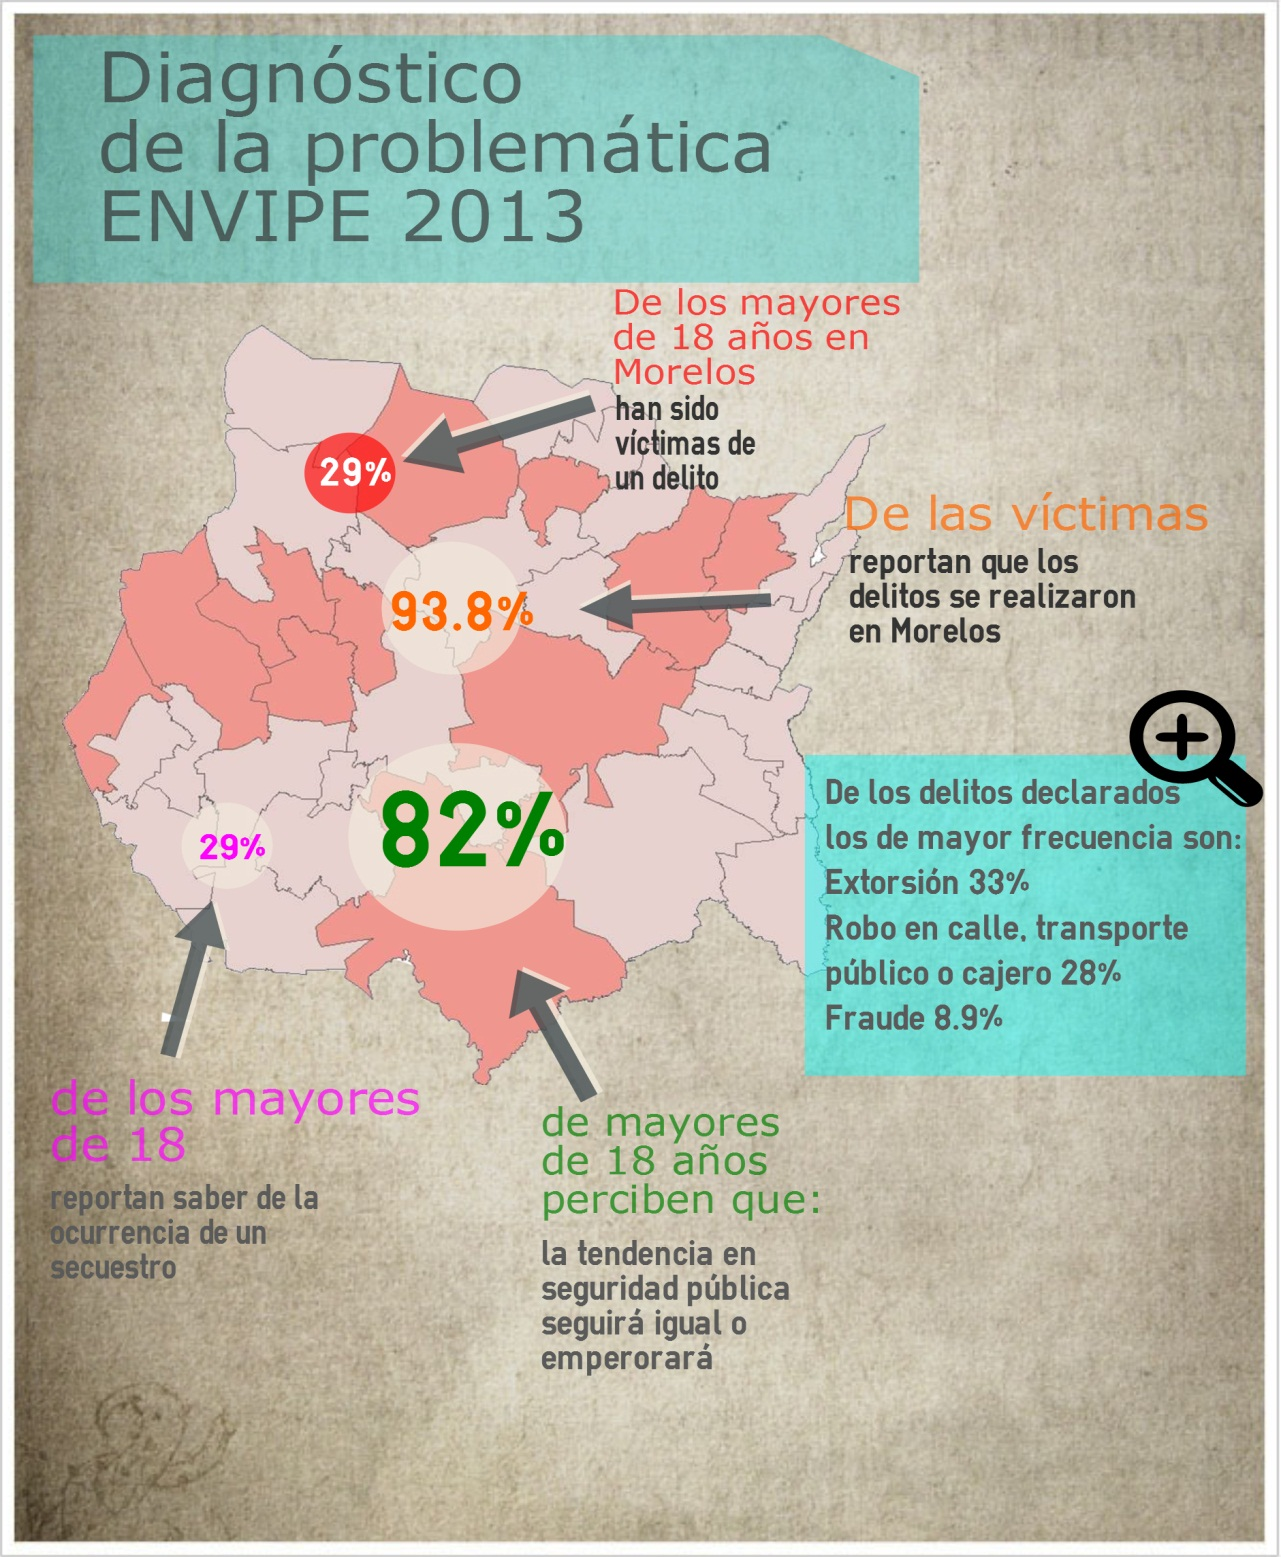 Diagnóstico
de la problemática
ENVIPE 2013
De los mayores
de 18 años en
Morelos
han sido
víctimas de
un delito
29%
De las víctimas
reportan que los
delitos se realizaron
en Morelos
93.8%
De los delitos declarados
los de mayor frecuencia son:
Extorsión 33%
Robo en calle, transporte
público o cajero 28%
Fraude 8.9%
82%
29%
de los mayores
de 18
reportan saber de la
ocurrencia de un
secuestro
de mayores
de 18 años
perciben que:
la tendencia en
seguridad pública
seguirá igual o
emperorará